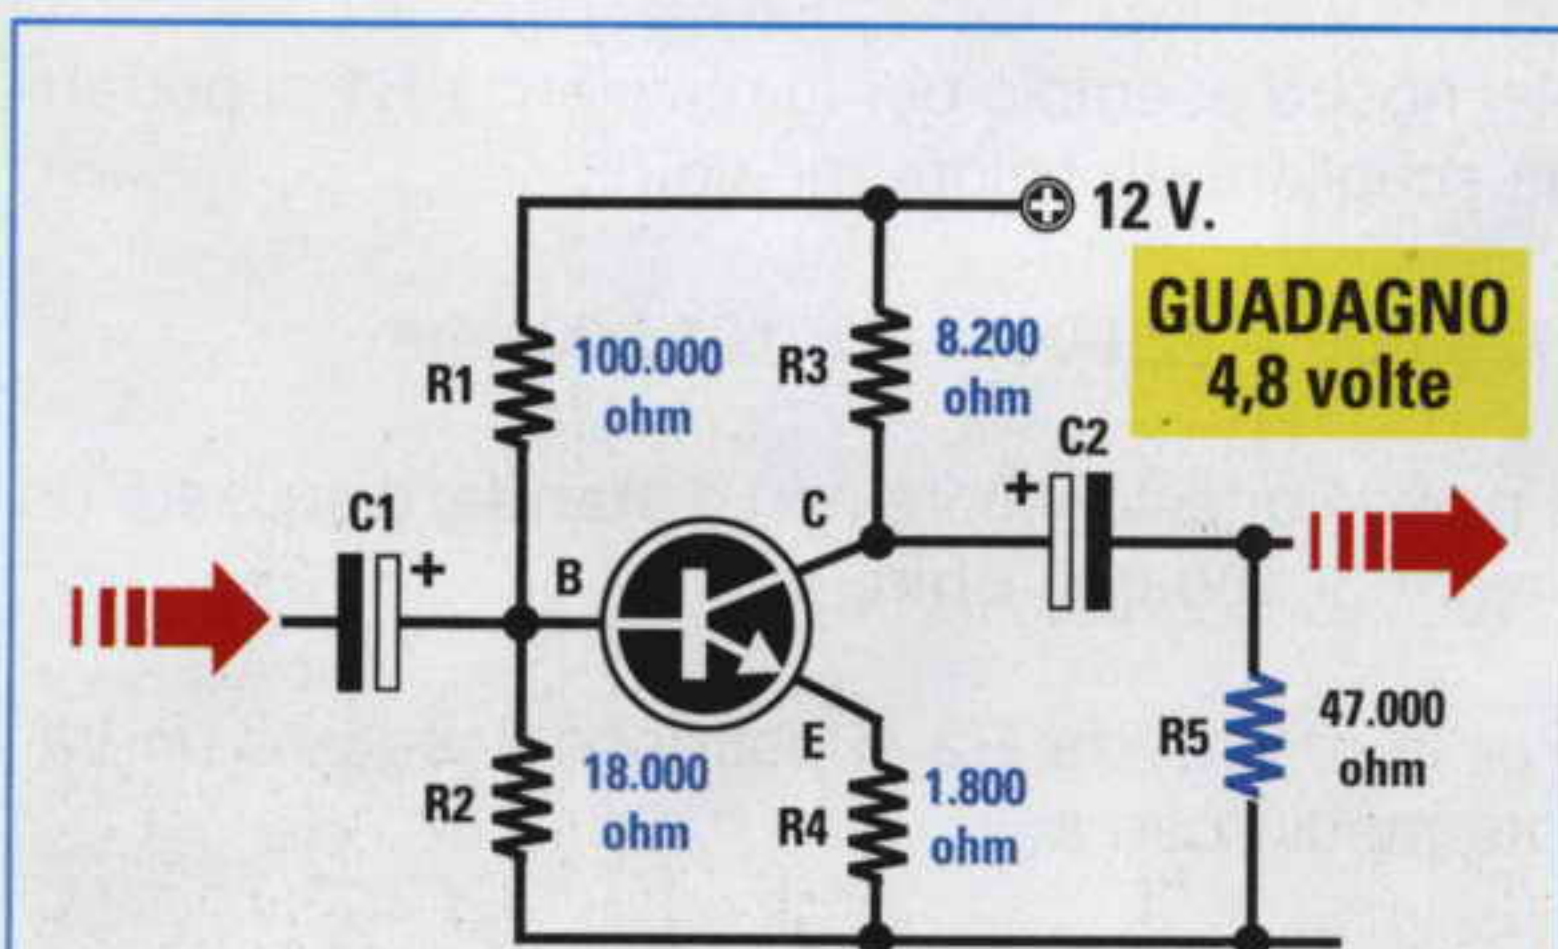 12 V.
GUADAGNO
4,8 volte
R1
100.000
ohm
R3
8.200
ohm
C2
+
C
C1
+
B
E
R2
18.000
ohm
R4
1.800
ohm
R5
47.000
ohm